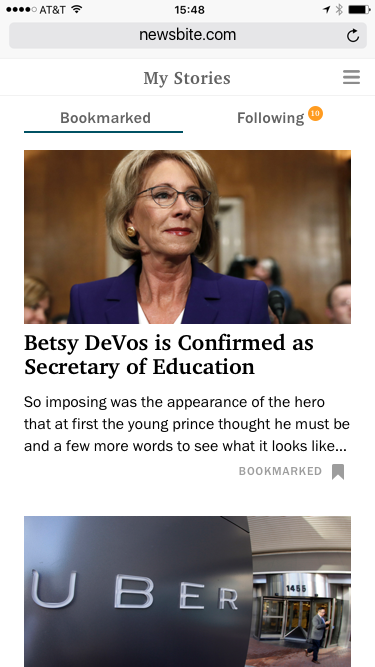 AT&T 15:48
newsbite.com
My Stories
Bookmarked Following 10
Betsy DeVos is Confirmed as
Secretary of Education
So imposing was the appearance of the hero
that at first the young prince thought he must be
and a few more words to see what it looks like...
BOOKMARKED
UBER 1455